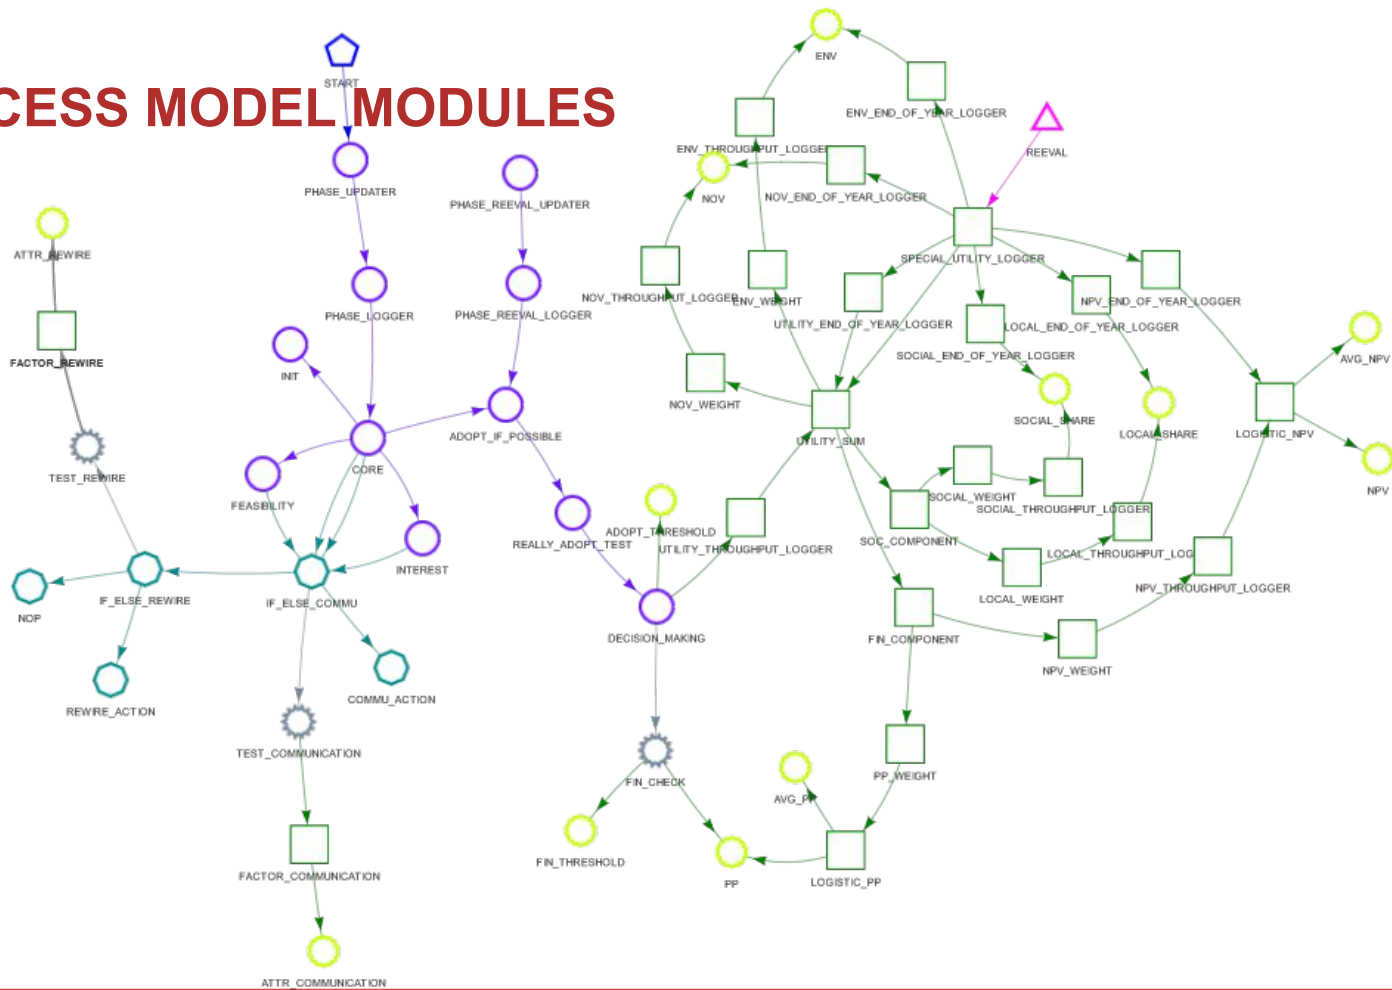 START
CESS MODEL MODULES
ENV
ENV_END_OF_YEAR_LOGGER
ENV_THROUGHPUT_LOGGER
REEVAL
PHASE_UPDATER
PHASE_REEVAL_UPDATER
NOV
NOV_END_OF_YEAR_LOGGER
ATTR_REWIRE
SPECIAL_UTILITY_LOGGER
NOV_THROUGHPUT_LOGGER
ENV_WEIGHT
NPV_END_OF_YEAR_LOGGER
PHASE_LOGGER
PHASE_REEVAL_LOGGER
UTILITY_END_OF_YEAR_LOGGER
LOCAL_END_OF_YEAR_LOGGER
SOCIAL_END_OF_YEAR_LOGGER
FACTOR_REWIRE
INIT
AVG_NPV
NOV_WEIGHT
SOCIAL_SHARE
ADOPT_IF_POSSIBLE
UTILITY_SUM
LOCAL_SHARE
LOGISTIC_NPV
TEST_REWIRE
CORE
NPV
FEASIBILITY
SOCIAL_WEIGHT
SOCIAL_THROUGHPUT_LOGGER
ADOPT_THRESHOLD
REALLY_ADOPT_TEST
UTILITY_THROUGHPUT_LOGGER
SOC_COMPONENT
LOCAL_THROUGHPUT_LOG
INTEREST
NPV_THROUGHPUT_LOGGER
IF_ELSE_REWIRE
IF_ELSE_COMMU
LOCAL_WEIGHT
NOP
DECISION_MAKING
FIN_COMPONENT
NPV_WEIGHT
REWIRE_ACTION
COMMU_ACTION
TEST_COMMUNICATION
FIN_CHECK
PP_WEIGHT
AVG_PP
FIN_THRESHOLD
FACTOR_COMMUNICATION
PP
LOGISTIC_PP
ATTR_COMMUNICATION